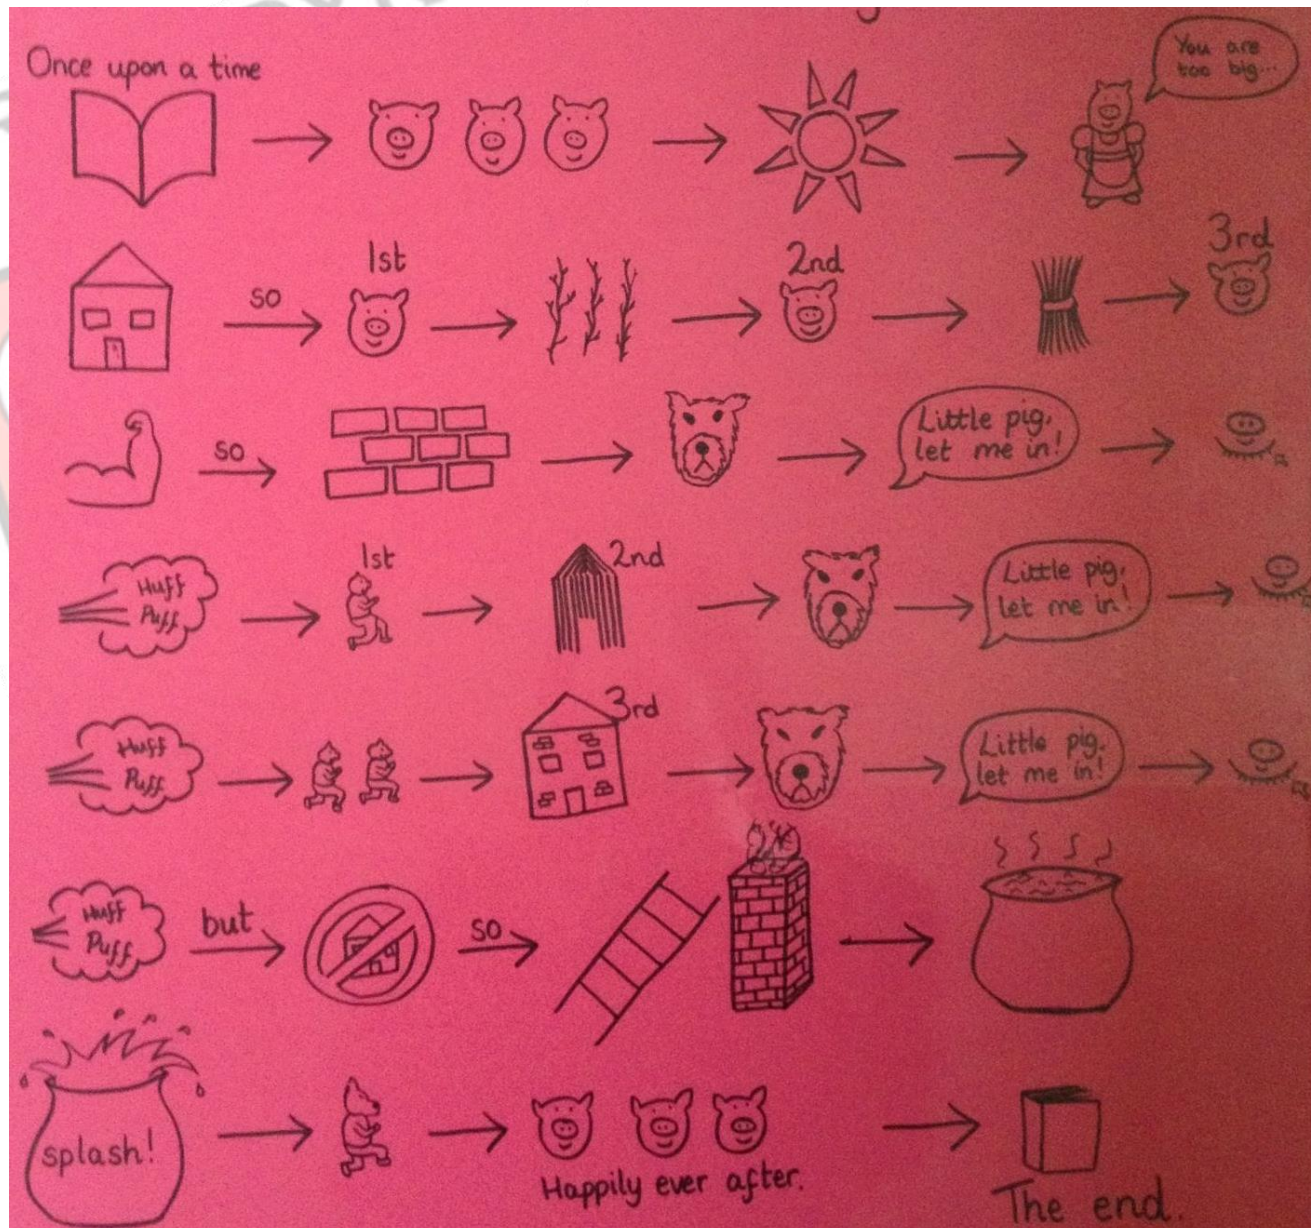 Once upon a time
You are
too big...
1st
2nd
3rd
so
so
Little pig,
let me in!
Huff
Puff
1st
2nd
Little pig,
let me in!
Huff
Puff
3rd
Little pig,
let me in!
Huff
Puff
but
so
splash!
Happily ever after.
The end.